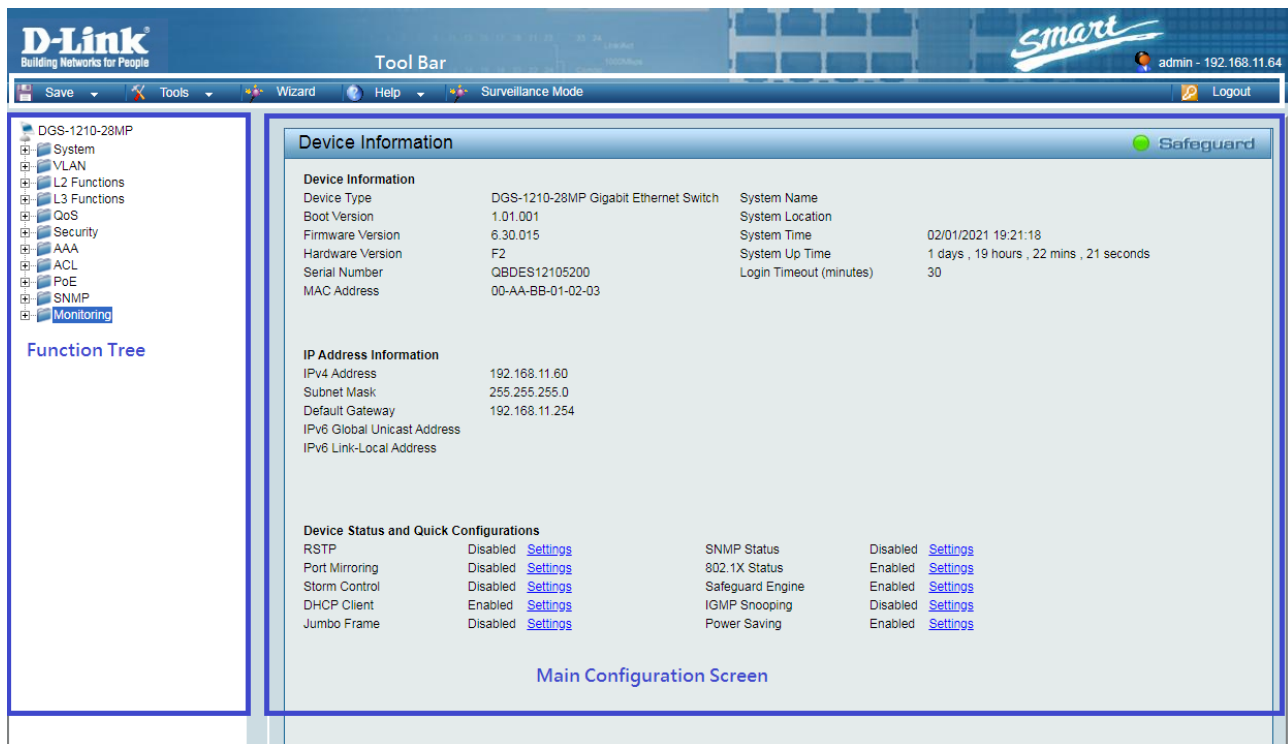 D-Link
Building Networks for People
smart
Tool Bar
admin - 192.168.11.64
Save Tools Wizard Help Surveillance Mode Logout
DGS-1210-28MP
System
VLAN
L2 Functions
L3 Functions
QoS
Security
AAA
ACL
PoE
SNMP
Monitoring
Function Tree
Device Information
Safeguard
Device Information
Device Type DGS-1210-28MP Gigabit Ethernet Switch System Name
Boot Version 1.01.001 System Location
Firmware Version 6.30.015 System Time 02/01/2021 19:21:18
Hardware Version F2 System Up Time 1 days , 19 hours , 22 mins , 21 seconds
Serial Number QBDES12105200 Login Timeout (minutes) 30
MAC Address 00-AA-BB-01-02-03
IP Address Information
IPv4 Address 192.168.11.60
Subnet Mask 255.255.255.0
Default Gateway 192.168.11.254
IPv6 Global Unicast Address
IPv6 Link-Local Address
Device Status and Quick Configurations
RSTP Disabled Settings SNMP Status Disabled Settings
Port Mirroring Disabled Settings 802.1X Status Enabled Settings
Storm Control Disabled Settings Safeguard Engine Enabled Settings
DHCP Client Enabled Settings IGMP Snooping Disabled Settings
Jumbo Frame Disabled Settings Power Saving Enabled Settings
Main Configuration Screen